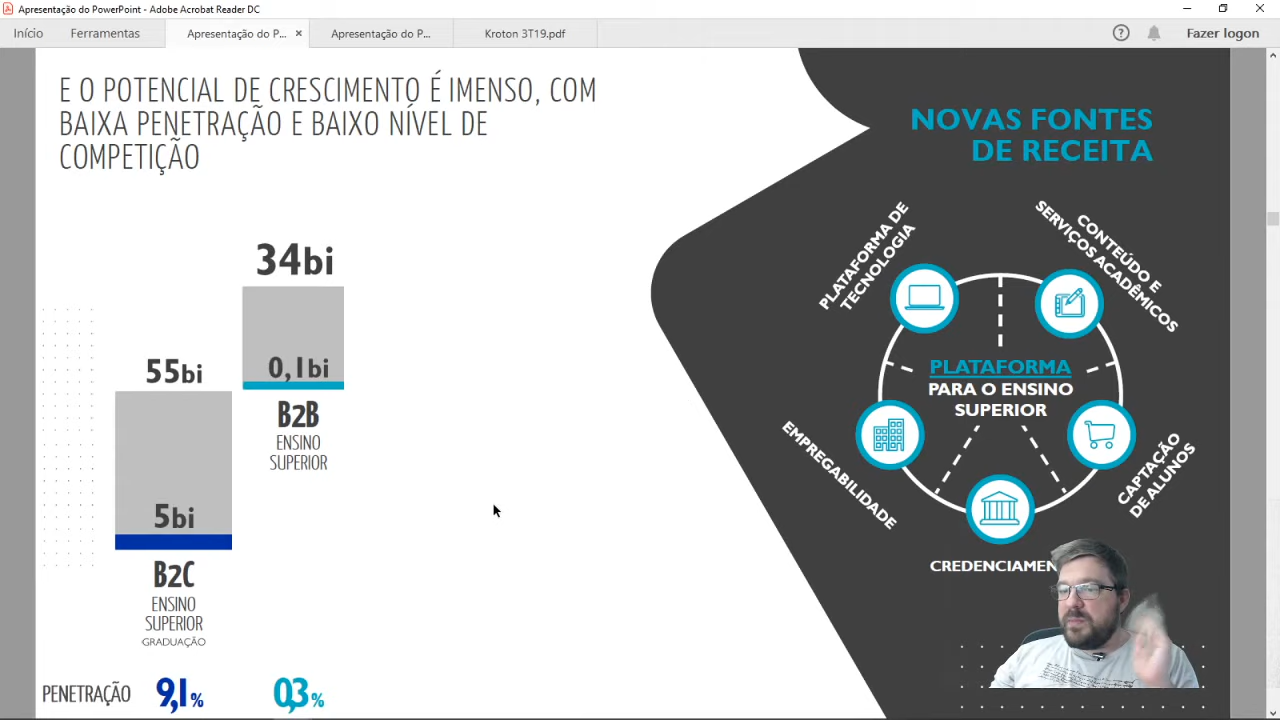 Apresentação do PowerPoint - Adobe Acrobat Reader DC
Início
Ferramentas
Apresentação do P...
Apresentação do P...
Kroton 3T19.pdf
Fazer logon
E O POTENCIAL DE CRESCIMENTO É IMENSO, COM
BAIXA PENETRAÇÃO E BAIXO NÍVEL DE
COMPETIÇÃO
34bi
0,1bi
B2B
ENSINO
SUPERIOR
55bi
5bi
B2C
ENSINO
SUPERIOR
GRADUAÇÃO
PENETRAÇÃO
9,1%
0,3%
NOVAS FONTES
DE RECEITA
PLATAFORMA DE
TECNOLOGIA
CONTEÚDO E
SERVIÇOS ACADÊMICOS
PLATAFORMA
PARA O ENSINO
SUPERIOR
EMPREGABILIDADE
CAPTAÇÃO
DE ALUNOS
CREDENCIAMEN